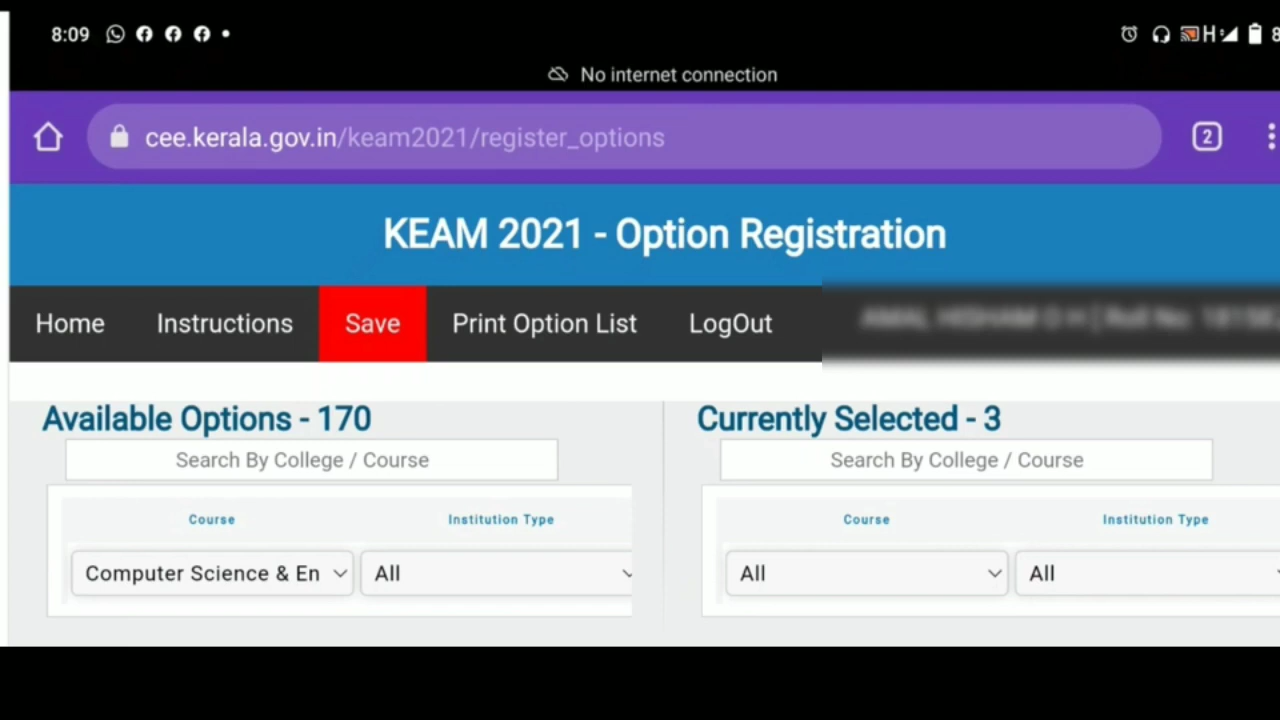 8:09
H
No internet connection
cee.kerala.gov.in/keam2021/register_options
2
KEAM 2021 - Option Registration
Home Instructions Save Print Option List LogOut
Available Options - 170
Search By College / Course
Course Institution Type
Computer Science & En All
Currently Selected - 3
Search By College / Course
Course Institution Type
All All